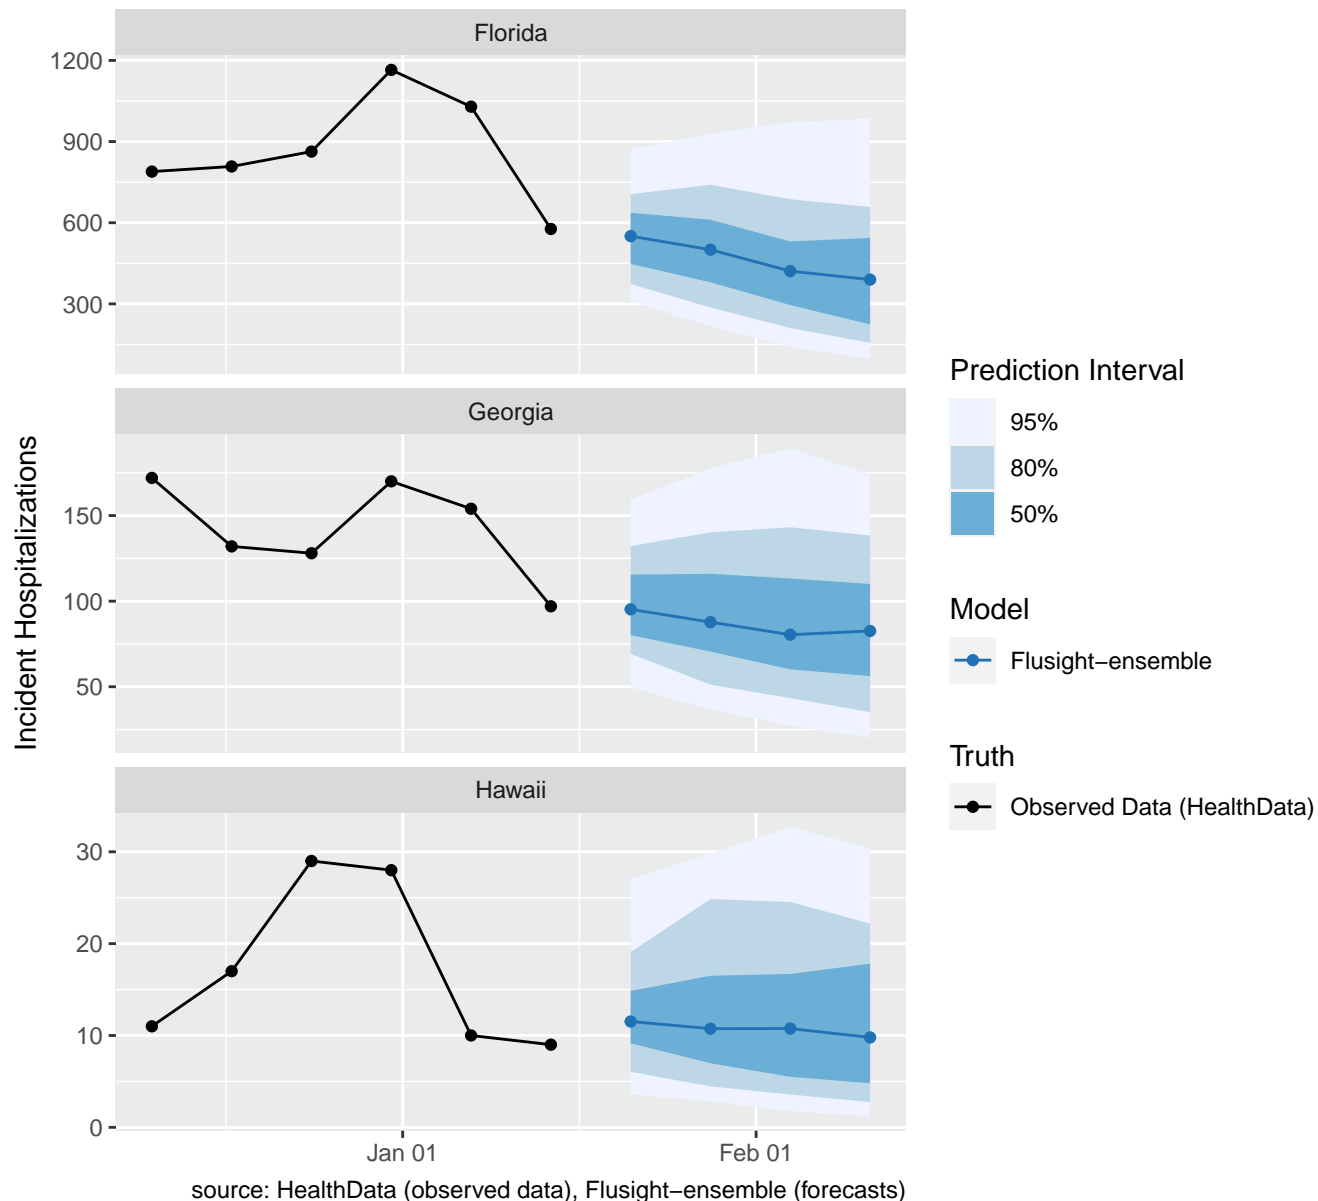 Florida
1200
900
600
300
Georgia
150
100
50
Hawaii
30
20
10
0
Incident Hospitalizations
Jan 01
Feb 01
source: HealthData (observed data), Flusight−ensemble (forecasts)
Prediction Interval
95%
80%
50%
Model
Flusight−ensemble
Truth
Observed Data (HealthData)